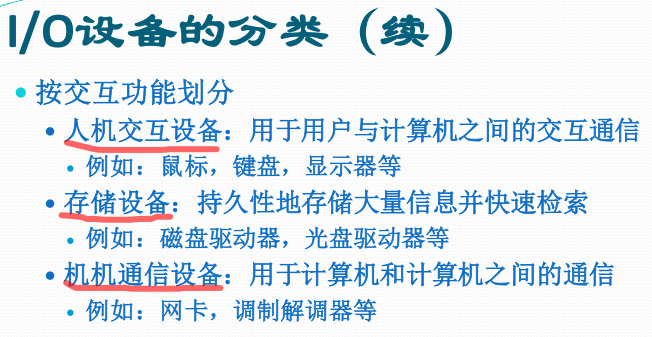 I/O设备的分类（续）
按交互功能划分
人机交互设备：用于用户与计算机之间的交互通信
例如：鼠标，键盘，显示器等
存储设备：持久性地存储大量信息并快速检索
例如：磁盘驱动器，光盘驱动器等
机机通信设备：用于计算机和计算机之间的通信
例如：网卡，调制解调器等